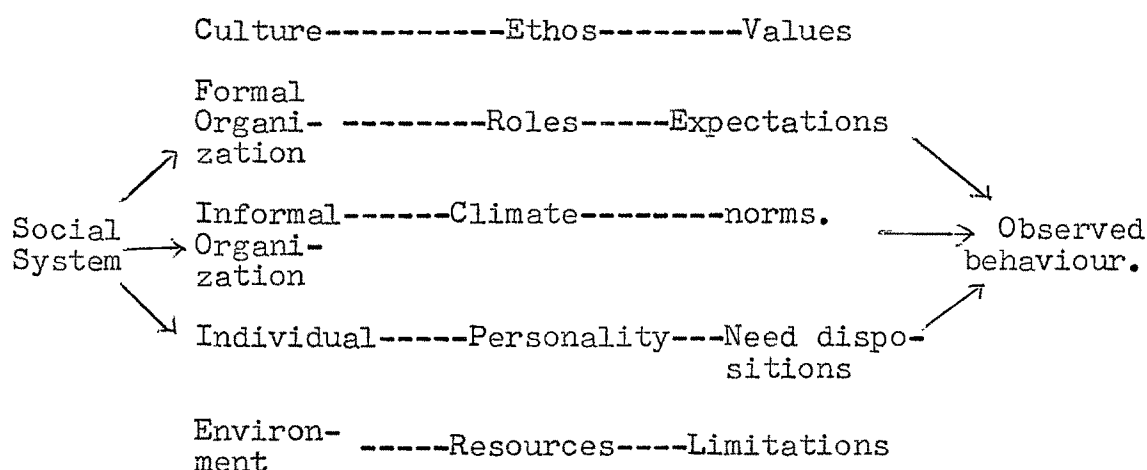 Culture----------Ethos--------Values
Formal
Organi- --------Roles-----Expectations
zation
Informal------Climate--------norms.
Social
System
Organi-
zation
Observed
behaviour.
Individual-----Personality---Need dispo-
sitions
Environ-
ment -----Resources----Limitations